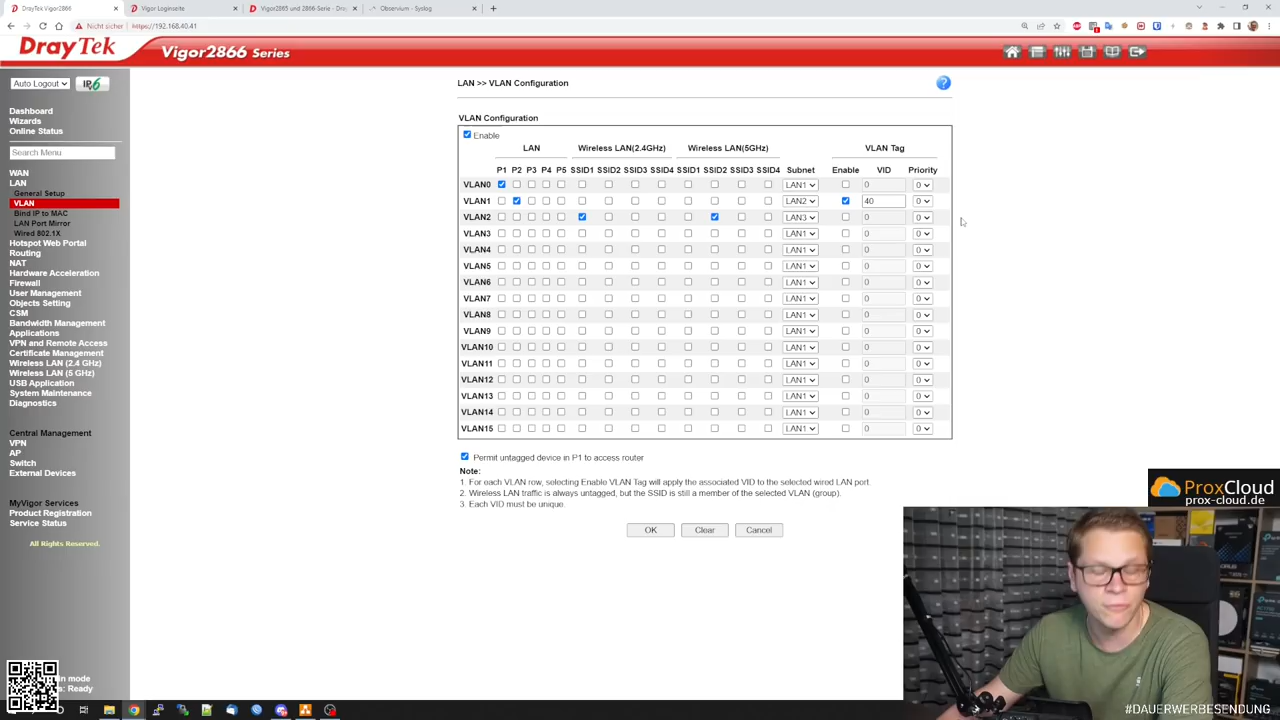 DrayTek Vigor2866
Vigor Loginseite
Vigor2865 und 2866-Serie - Dray
Observium - Syslog
Nicht sicher
https://192.168.40.41
DrayTek
Vigor2866 Series
Auto Logout
IPv6
Dashboard
Wizards
Online Status
Search Menu
WAN
LAN
General Setup
VLAN
Bind IP to MAC
LAN Port Mirror
Wired 802.1X
Hotspot Web Portal
Routing
NAT
Hardware Acceleration
Firewall
User Management
Objects Setting
CSM
Bandwidth Management
Applications
VPN and Remote Access
Certificate Management
Wireless LAN (2.4 GHz)
Wireless LAN (5 GHz)
USB Application
System Maintenance
Diagnostics
Central Management
VPN
AP
Switch
External Devices
MyVigor Services
Product Registration
Service Status
All Rights Reserved.
LAN >> VLAN Configuration
VLAN Configuration
Enable
LAN Wireless LAN(2.4GHz) Wireless LAN(5GHz) VLAN Tag
P1 P2 P3 P4 P5 SSID1 SSID2 SSID3 SSID4 SSID1 SSID2 SSID3 SSID4 Subnet Enable VID Priority
VLAN0 LAN1 0 0
VLAN1 LAN2 40 0
VLAN2 LAN3 0 0
VLAN3 LAN1 0 0
VLAN4 LAN1 0 0
VLAN5 LAN1 0 0
VLAN6 LAN1 0 0
VLAN7 LAN1 0 0
VLAN8 LAN1 0 0
VLAN9 LAN1 0 0
VLAN10 LAN1 0 0
VLAN11 LAN1 0 0
VLAN12 LAN1 0 0
VLAN13 LAN1 0 0
VLAN14 LAN1 0 0
VLAN15 LAN1 0 0
Permit untagged device in P1 to access router
Note:
1. For each VLAN row, selecting Enable VLAN Tag will apply the associated VID to the selected wired LAN port.
2. Wireless LAN traffic is always untagged, but the SSID is still a member of the selected VLAN (group).
3. Each VID must be unique.
OK Clear Cancel
ProxCloud
prox-cloud.de
mode
Ready
#DAUERWERBESENDUNG